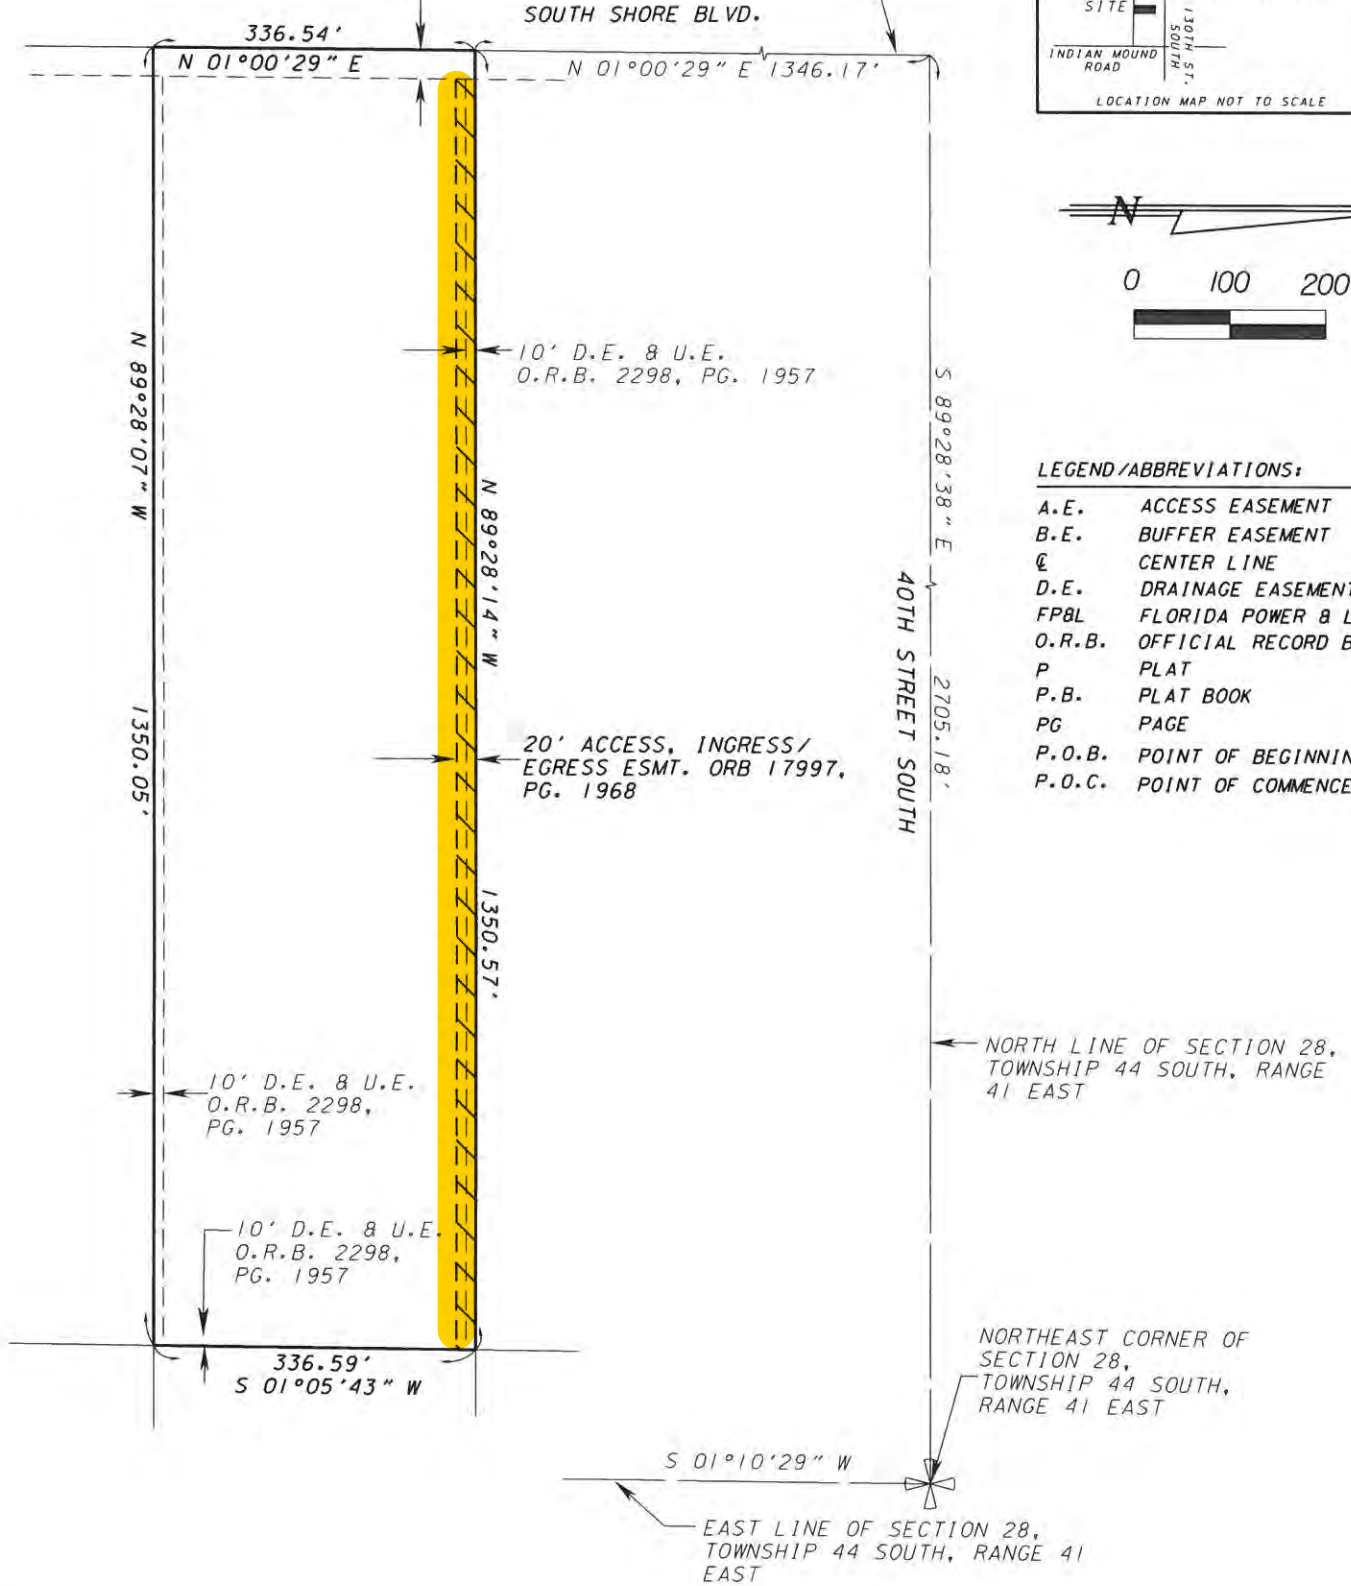 SOUTH SHORE BLVD.
336.54'
N 01°00'29" E
N 01°00'29" E 1346.17'
SITE
130TH ST.
SOUTH
INDIAN MOUND
ROAD
LOCATION MAP NOT TO SCALE
N
0 100 200
N 89°28'07" W
1350.05'
10' D.E. & U.E.
O.R.B. 2298, PG. 1957
N 89°28'14" W
1350.57'
20' ACCESS, INGRESS/
EGRESS ESMT. ORB 17997,
PG. 1968
S 89°28'38" E
2705.18'
40TH STREET SOUTH
LEGEND/ABBREVIATIONS:
A.E. ACCESS EASEMENT
B.E. BUFFER EASEMENT
℄ CENTER LINE
D.E. DRAINAGE EASEMENT
FP&L FLORIDA POWER & L
O.R.B. OFFICIAL RECORD B
P PLAT
P.B. PLAT BOOK
PG PAGE
P.O.B. POINT OF BEGINNIN
P.O.C. POINT OF COMMENCE
NORTH LINE OF SECTION 28,
TOWNSHIP 44 SOUTH, RANGE
41 EAST
10' D.E. & U.E.
O.R.B. 2298,
PG. 1957
10' D.E. & U.E.
O.R.B. 2298,
PG. 1957
336.59'
S 01°05'43" W
NORTHEAST CORNER OF
SECTION 28,
TOWNSHIP 44 SOUTH,
RANGE 41 EAST
S 01°10'29" W
EAST LINE OF SECTION 28,
TOWNSHIP 44 SOUTH, RANGE 41
EAST